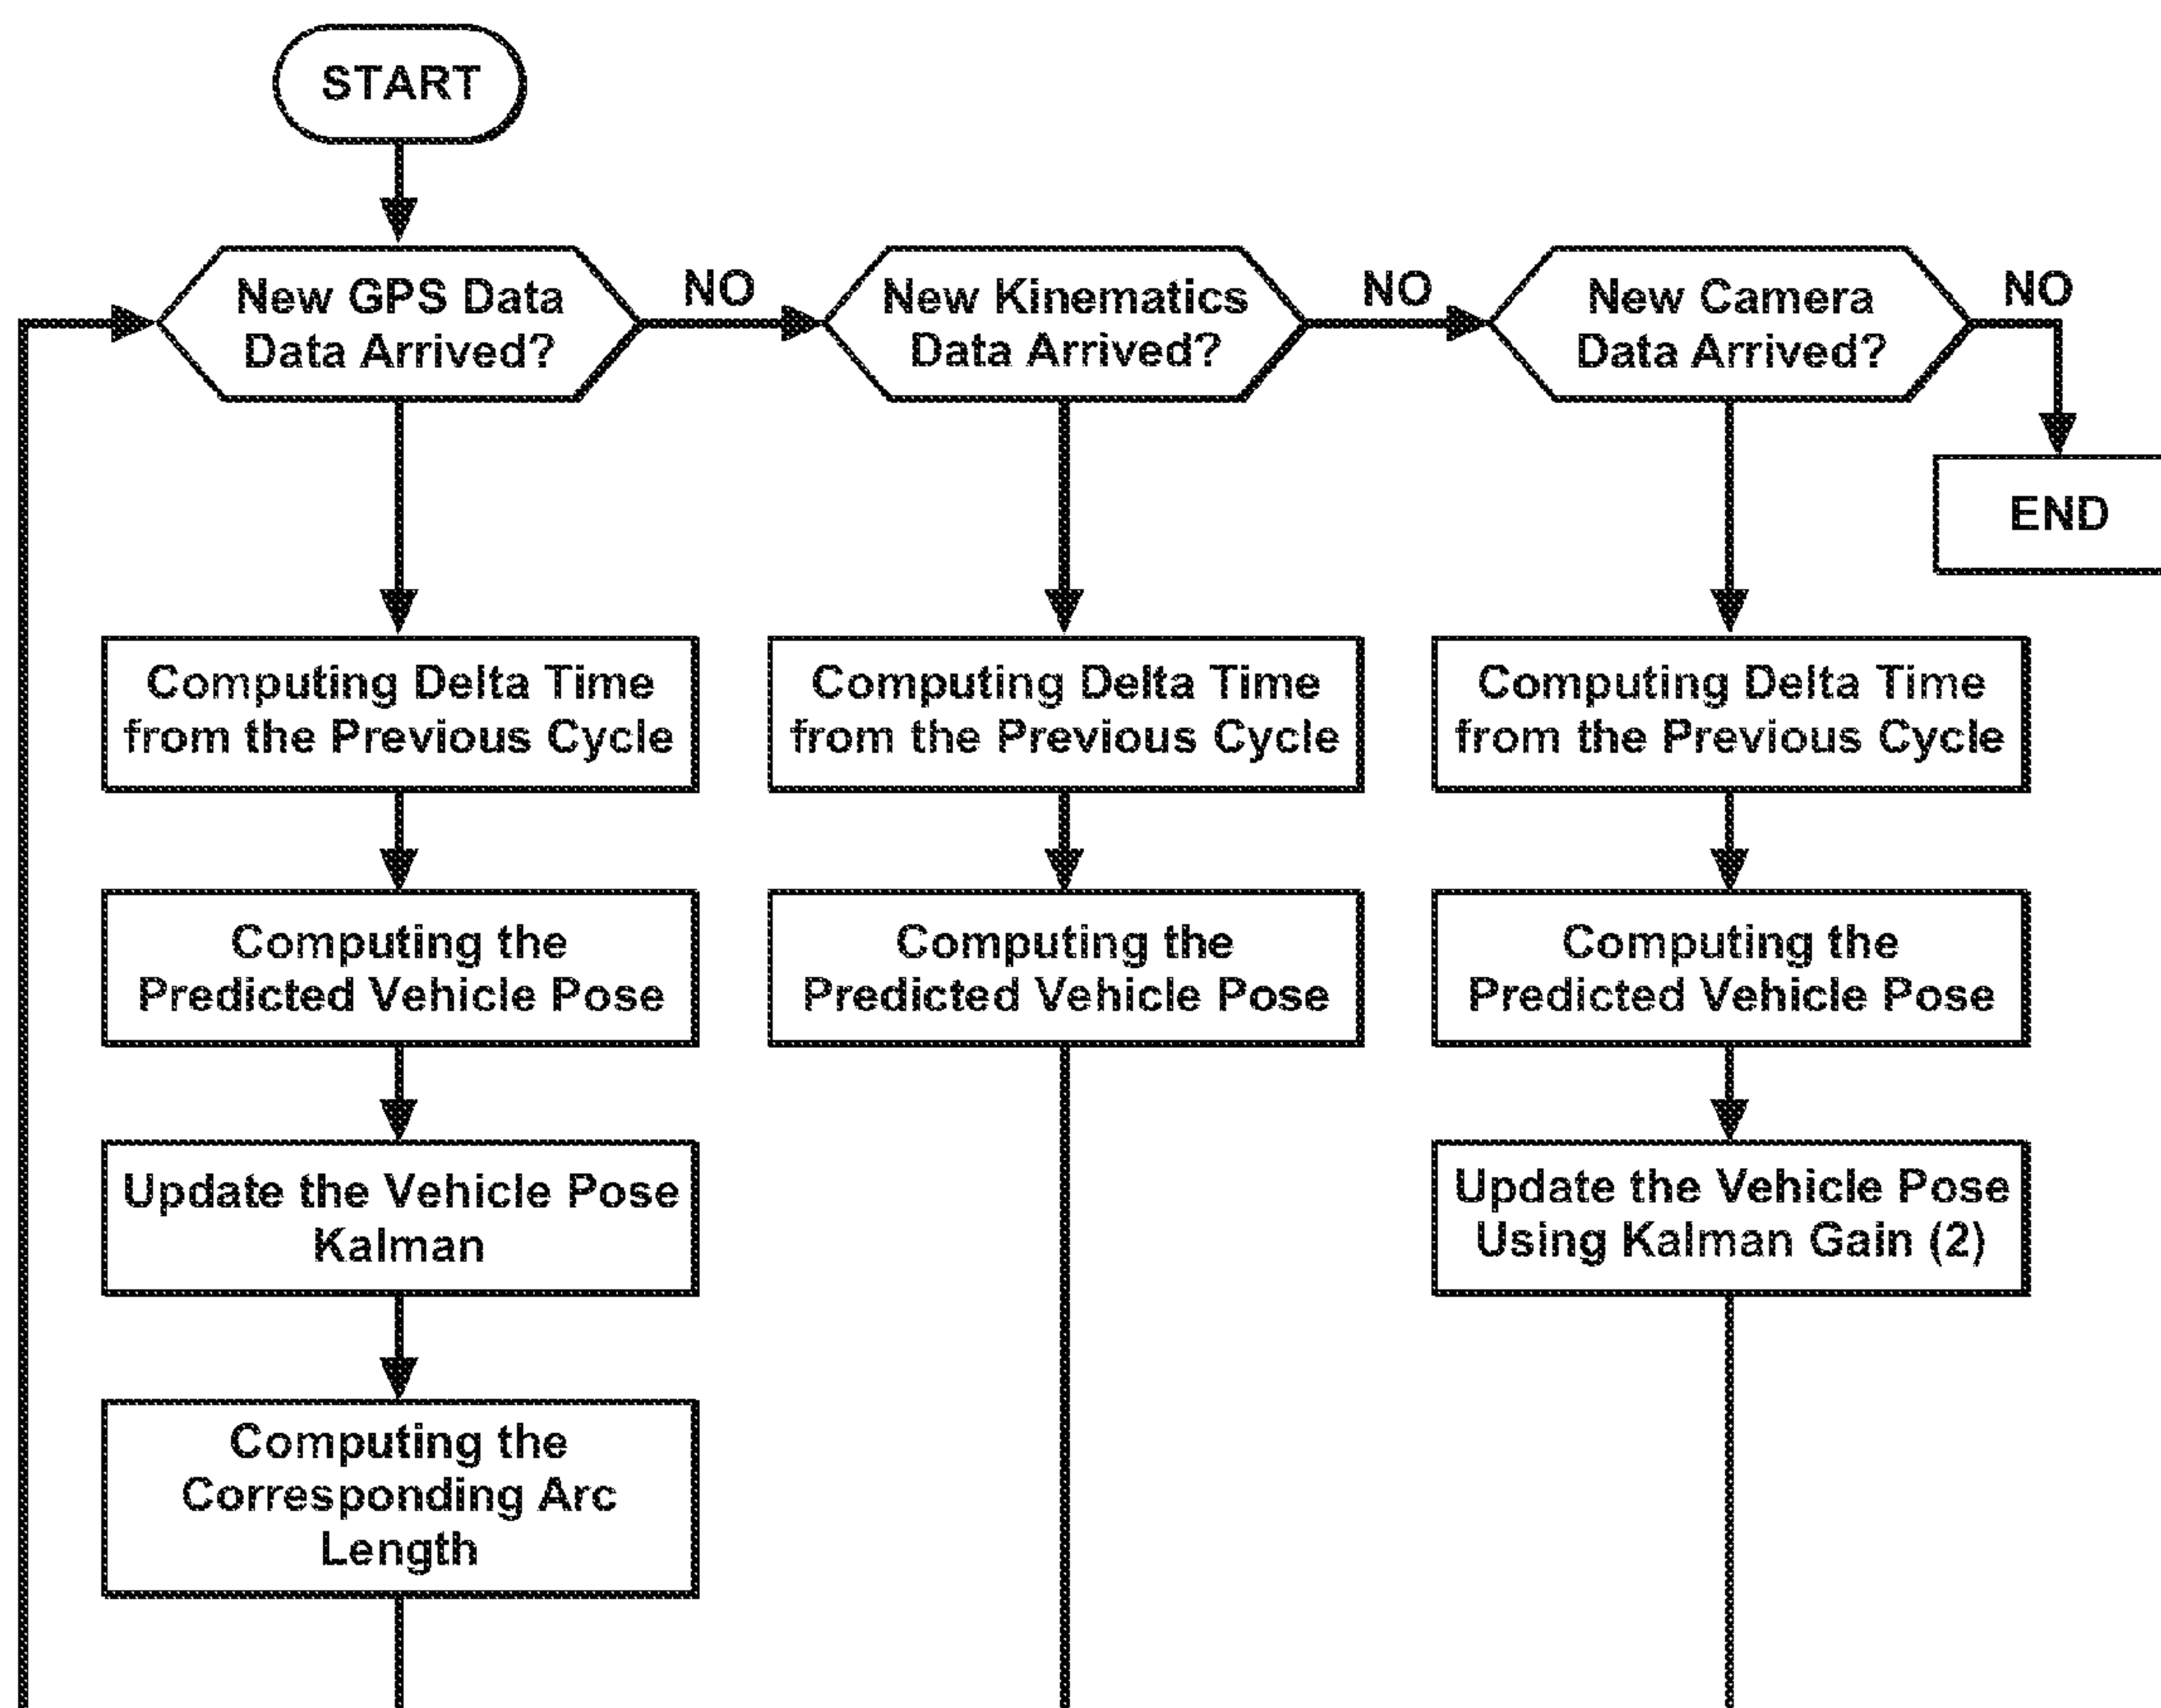 START
New GPS Data
Data Arrived?
NO
New Kinematics
Data Arrived?
NO
New Camera
Data Arrived?
NO
END
Computing Delta Time
from the Previous Cycle
Computing Delta Time
from the Previous Cycle
Computing Delta Time
from the Previous Cycle
Computing the
Predicted Vehicle Pose
Computing the
Predicted Vehicle Pose
Computing the
Predicted Vehicle Pose
Update the Vehicle Pose
Kalman
Update the Vehicle Pose
Using Kalman Gain (2)
Computing the
Corresponding Arc
Length